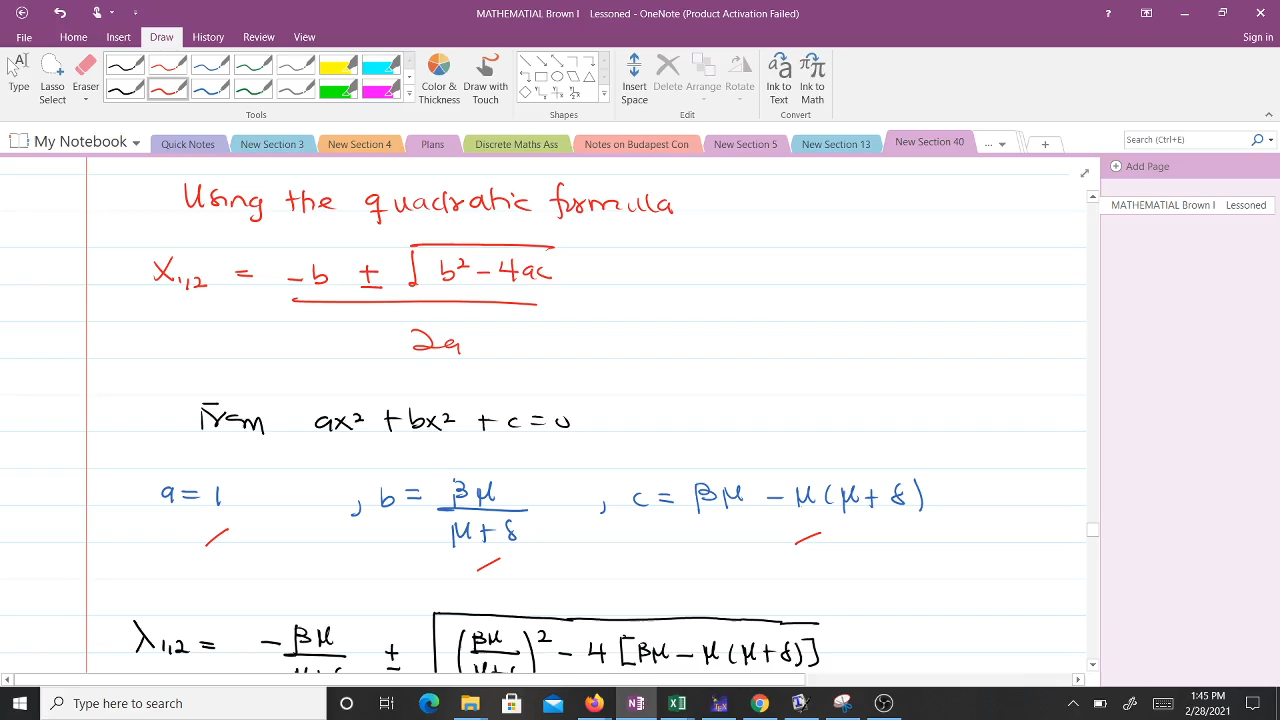 MATHEMATIAL Brown I Lessoned - OneNote (Product Activation Failed)
File Home Insert Draw History Review View Sign in
Type Lasso Select Eraser Color & Thickness Draw with Touch Insert Space Delete Arrange Rotate Ink to Text Ink to Math
Tools Shapes Edit Convert
My Notebook Quick Notes New Section 3 New Section 4 Plans Discrete Maths Ass Notes on Budapest Con New Section 5 New Section 13 New Section 40 ... Search (Ctrl+E)
Add Page
MATHEMATIAL Brown I Lessoned
Using the quadratic formula
X₁,₂ = -b ± √b² - 4ac
2a
From ax² + bx² + c = 0
a = 1 , b = βμ / μ + δ , c = βμ - μ(μ + δ)
λ₁,₂ = -βμ / μ + δ ± √(βμ / μ + δ)² - 4[βμ - μ(μ + δ)]
Type here to search
1:45 PM
2/28/2021